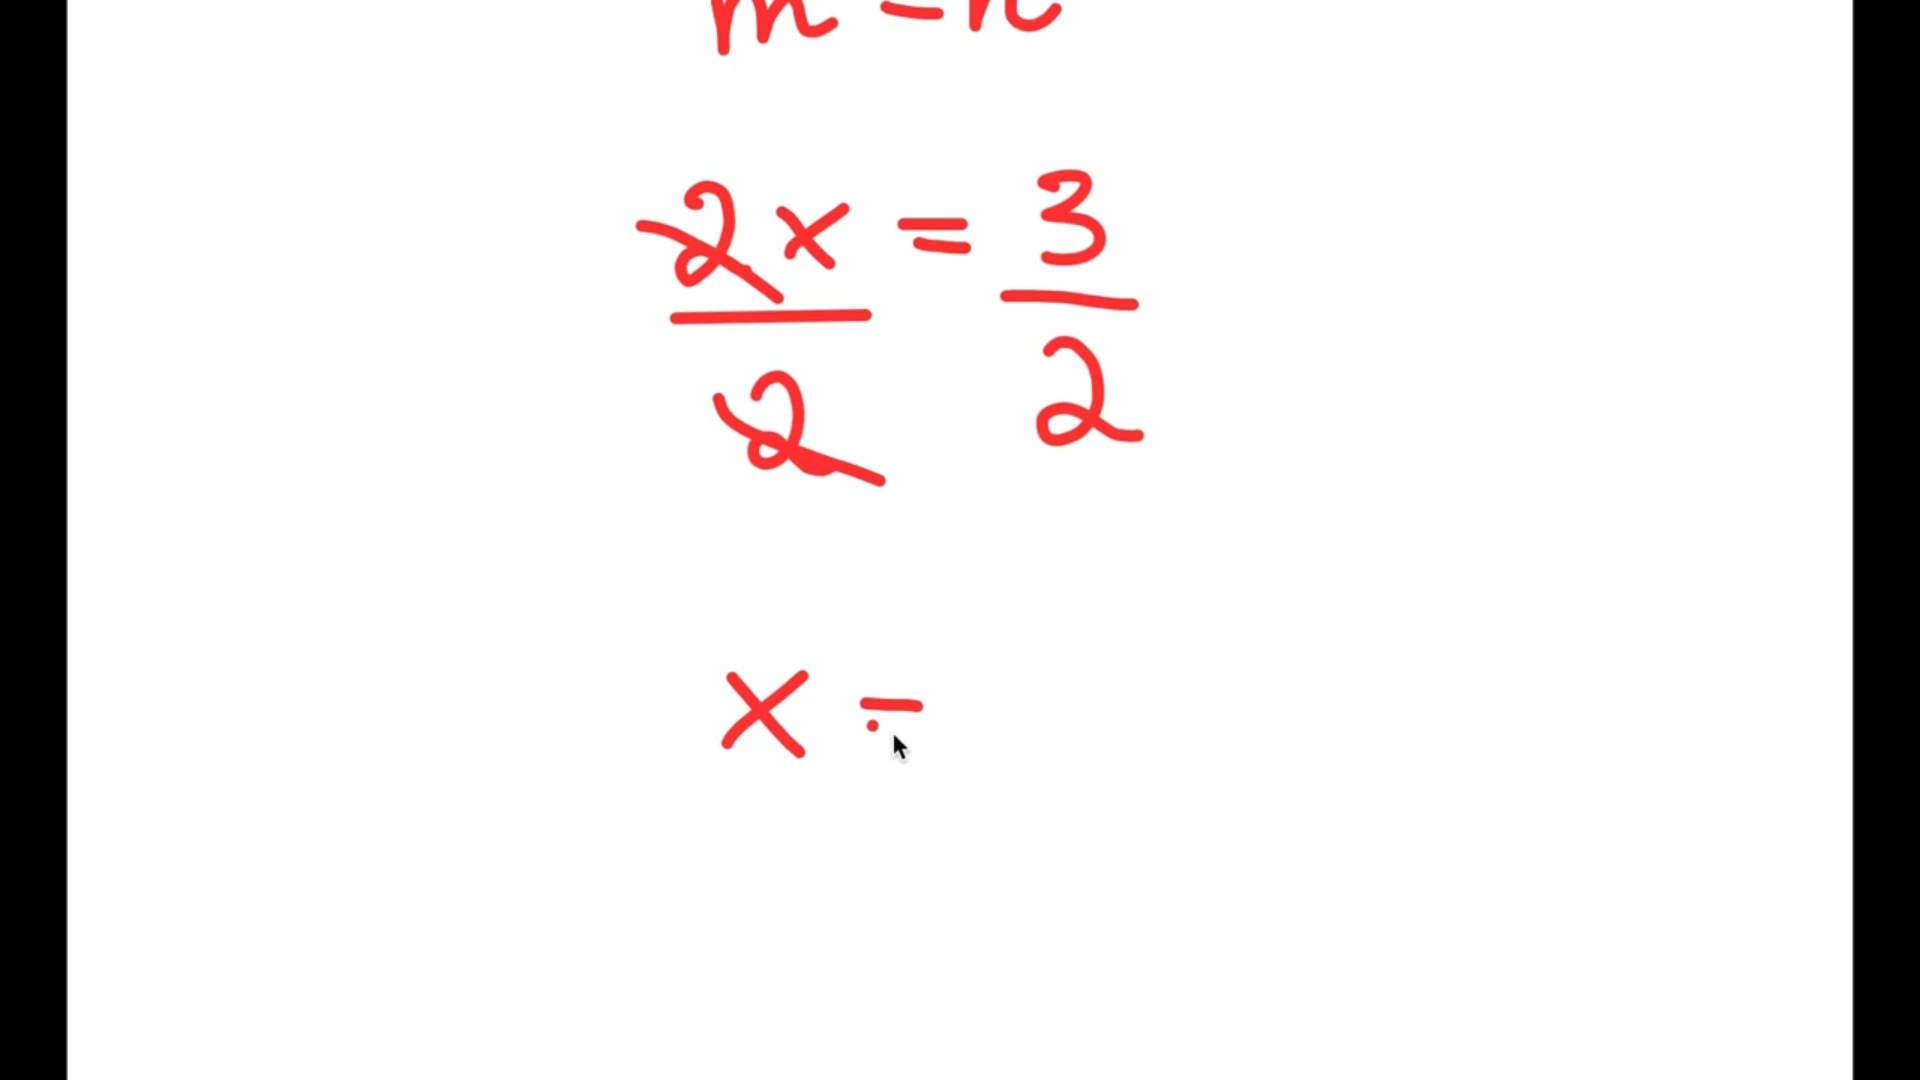 m = n
2x = 3
2 2
x =